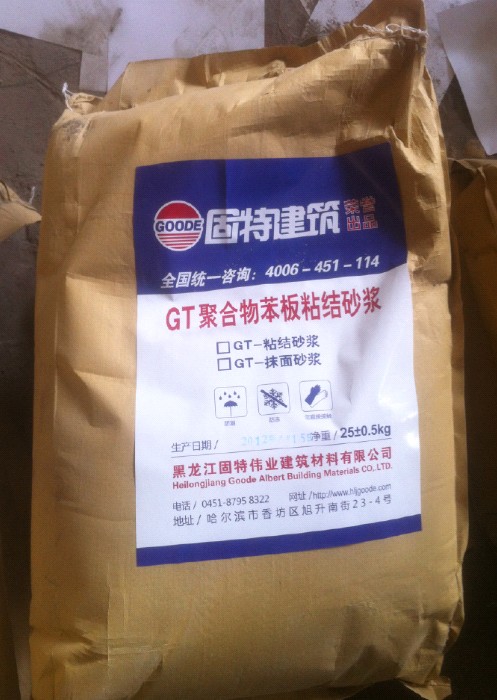 GOODE 固特建筑 荣誉出品
全国统一咨询：4006-451-114
GT聚合物苯板粘结砂浆
□GT-粘结砂浆
□GT-抹面砂浆
生产日期/ 净重/25±0.5kg
黑龙江固特伟业建筑材料有限公司
Heilongjiang Goode Albert Building Materials CO.,LTD.
电话/0451-8795 8322 网址/http://www.hljgoode.com
地址/哈尔滨市香坊区旭升南街23-4号